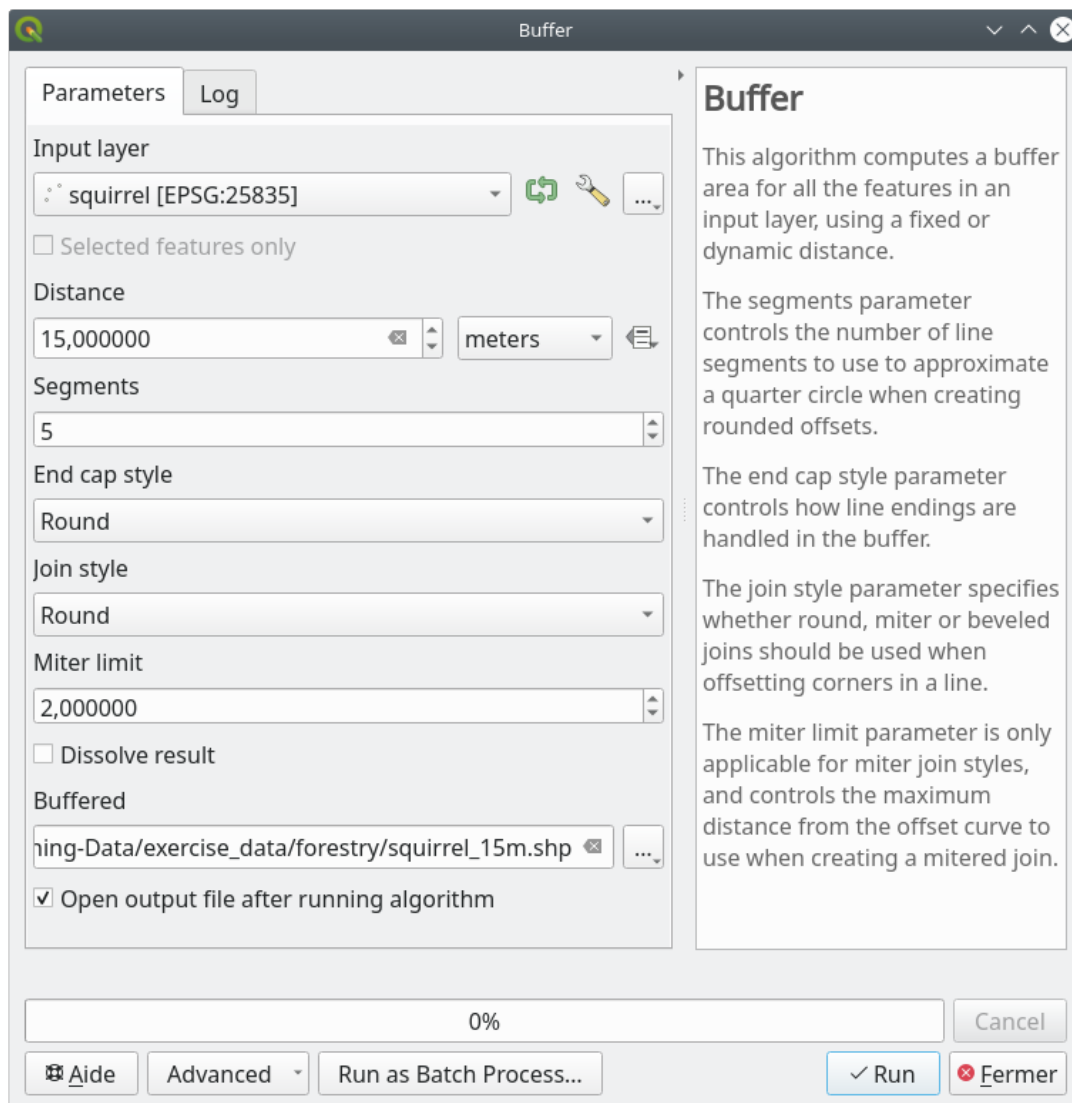 Buffer
Parameters
Log
Input layer
squirrel [EPSG:25835]
...
Selected features only
Distance
15,000000
meters
Segments
5
End cap style
Round
Join style
Round
Miter limit
2,000000
Dissolve result
Buffered
ning-Data/exercise_data/forestry/squirrel_15m.shp
...
Open output file after running algorithm
Buffer
This algorithm computes a buffer
area for all the features in an
input layer, using a fixed or
dynamic distance.
The segments parameter
controls the number of line
segments to use to approximate
a quarter circle when creating
rounded offsets.
The end cap style parameter
controls how line endings are
handled in the buffer.
The join style parameter specifies
whether round, miter or beveled
joins should be used when
offsetting corners in a line.
The miter limit parameter is only
applicable for miter join styles,
and controls the maximum
distance from the offset curve to
use when creating a mitered join.
0%
Cancel
Aide
Advanced
Run as Batch Process...
Run
Fermer